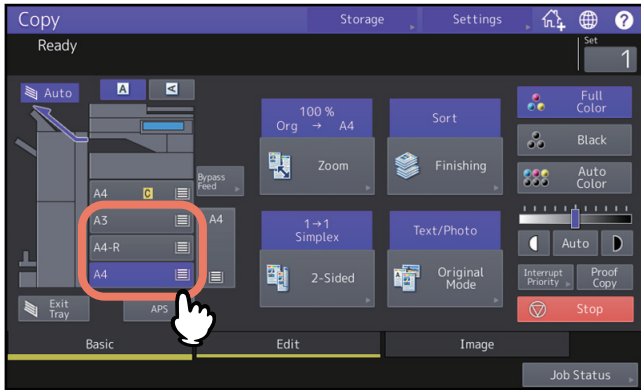 Copy
Storage
Settings
?
Ready
Set
1
Auto
A
A
100 %
Org → A4
Zoom
Sort
Finishing
Full
Color
Black
Auto
Color
A4
C
Bypass
Feed
A3
A4-R
A4
A4
1→1
Simplex
2-Sided
Text/Photo
Original
Mode
Auto
Interrupt
Priority
Proof
Copy
Exit
Tray
APS
Stop
Basic
Edit
Image
Job Status